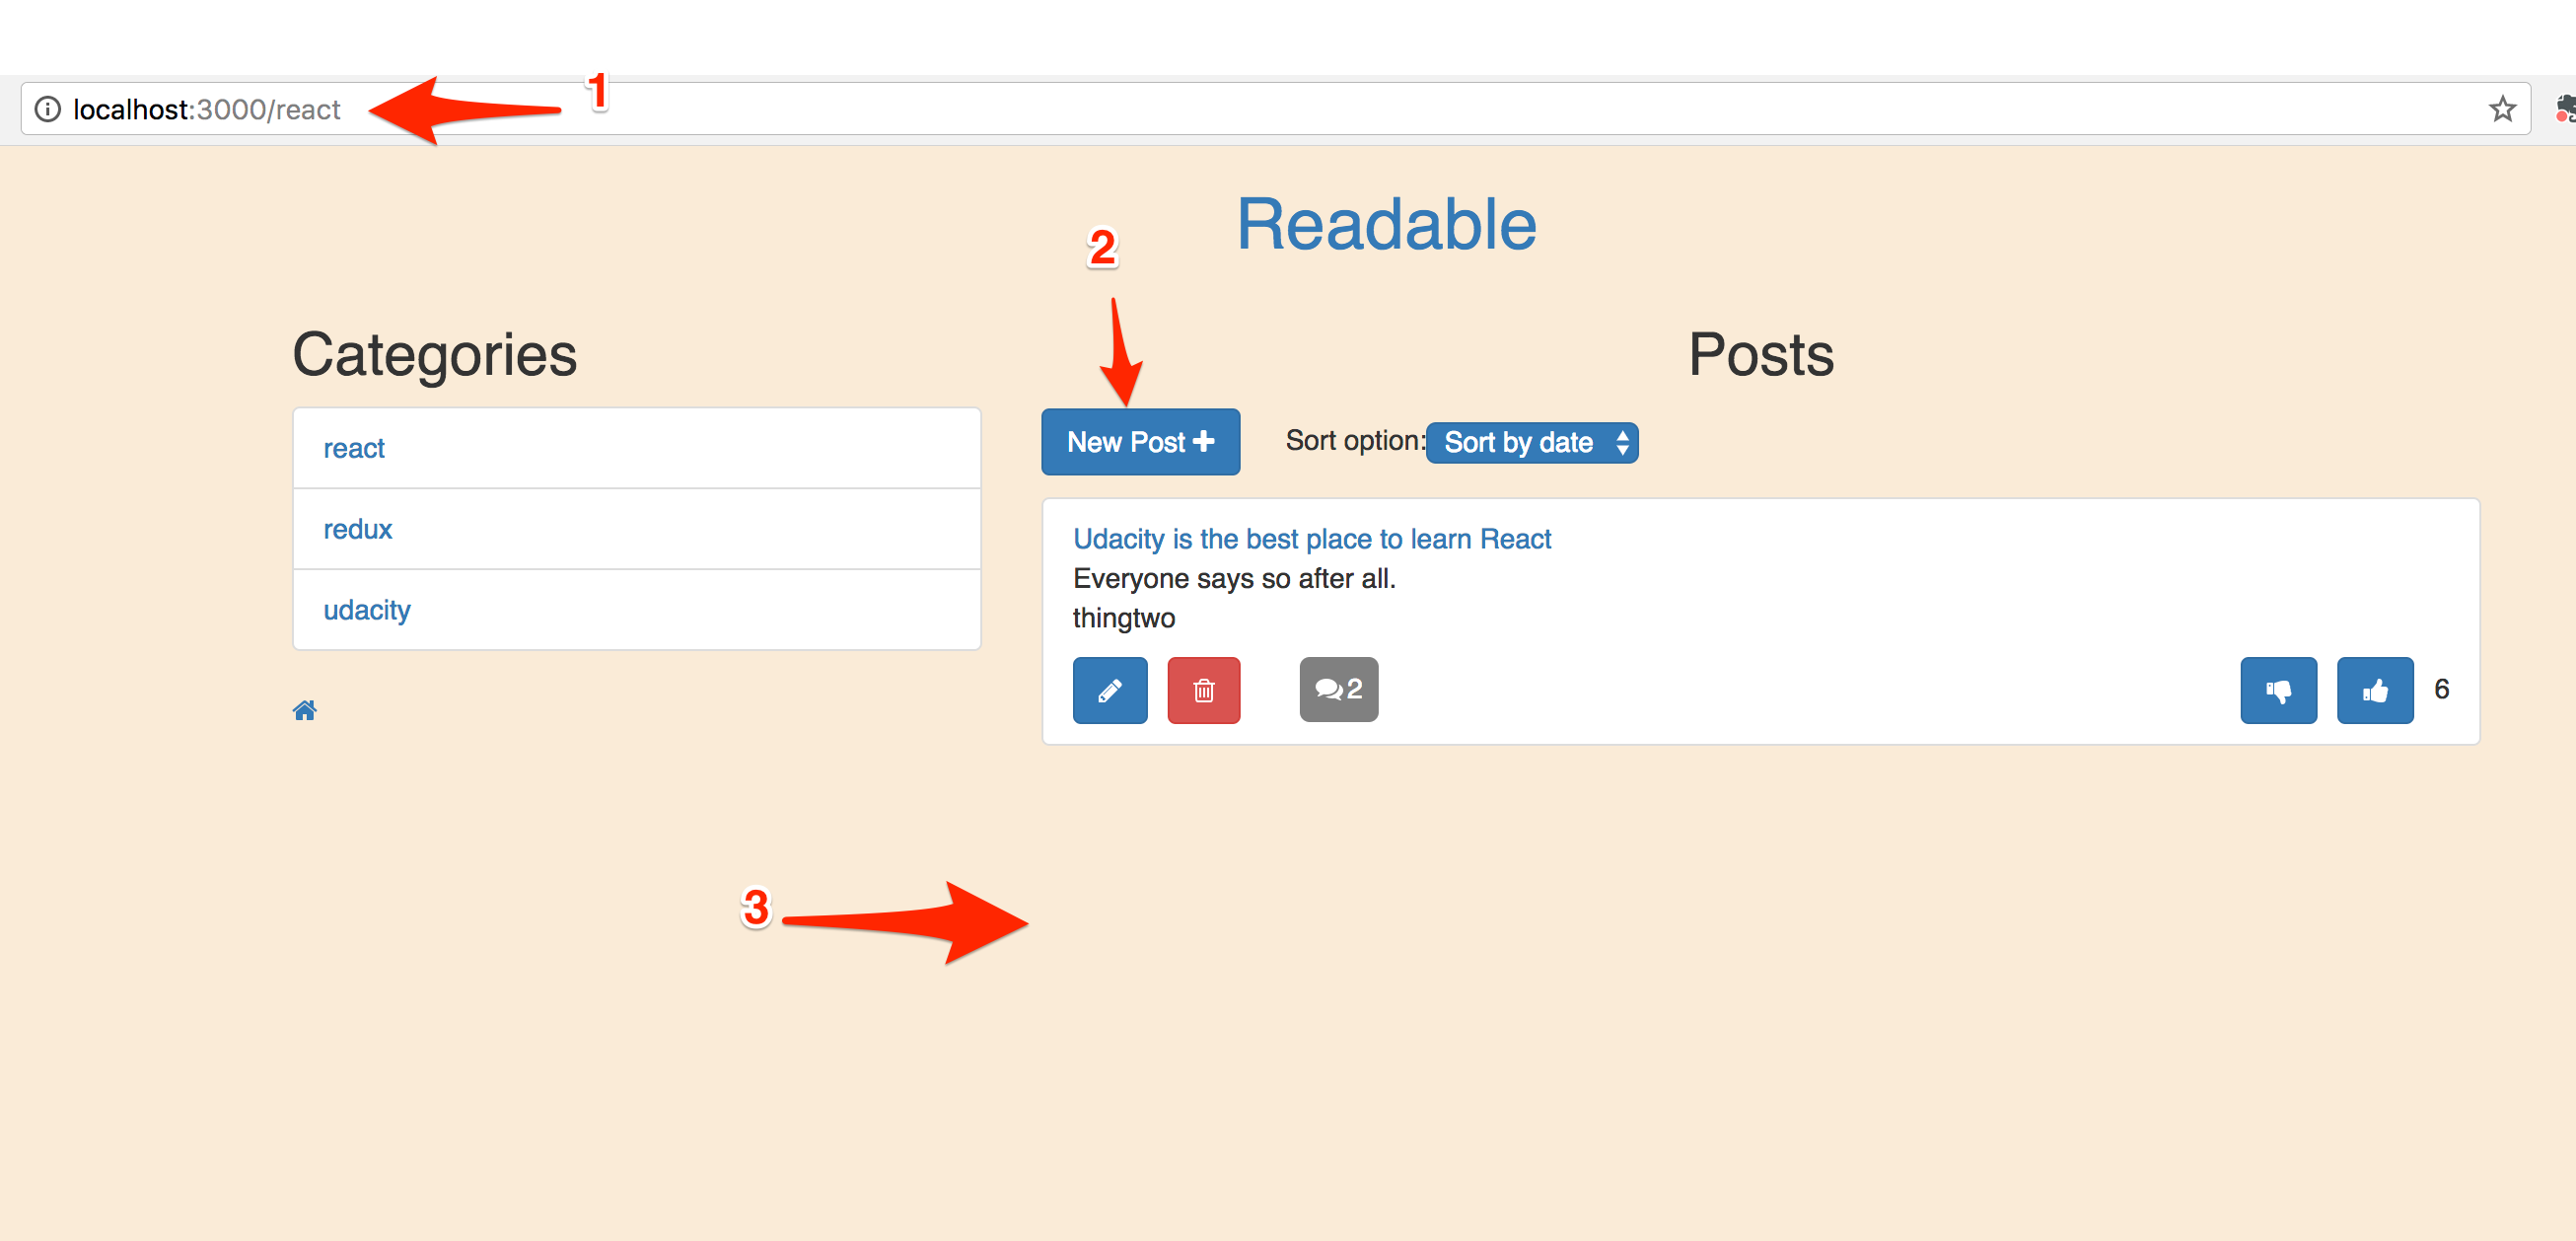 localhost:3000/react
1
Readable
2
Categories
Posts
react
redux
udacity
New Post
Sort option: Sort by date
Udacity is the best place to learn React
Everyone says so after all.
thingtwo
2
6
3